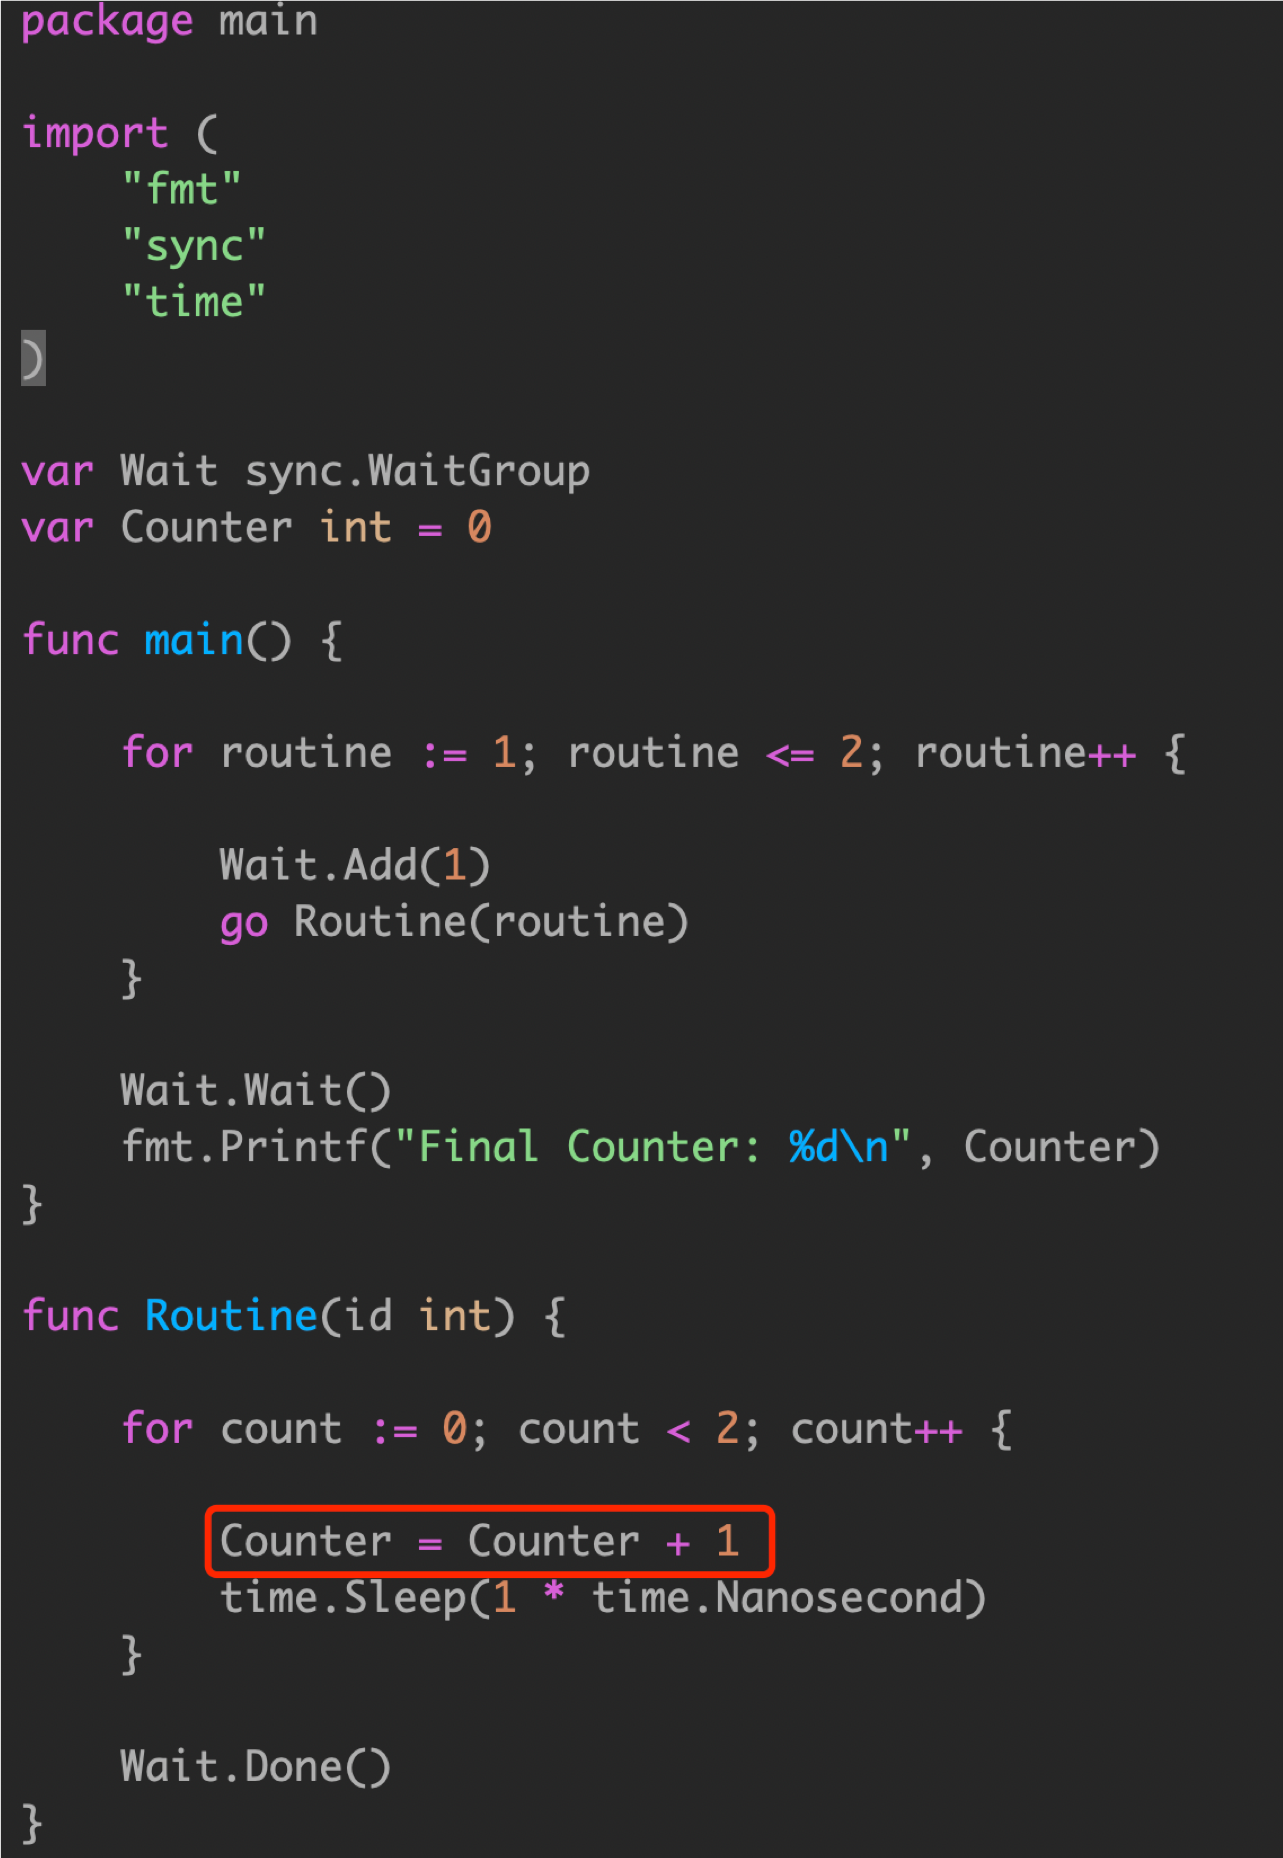 package main
import (
"fmt"
"sync"
"time"
)
var Wait sync.WaitGroup
var Counter int = 0
func main() {
for routine := 1; routine <= 2; routine++ {
Wait.Add(1)
go Routine(routine)
}
Wait.Wait()
fmt.Printf("Final Counter: %d\n", Counter)
}
func Routine(id int) {
for count := 0; count < 2; count++ {
Counter = Counter + 1
time.Sleep(1 * time.Nanosecond)
}
Wait.Done()
}